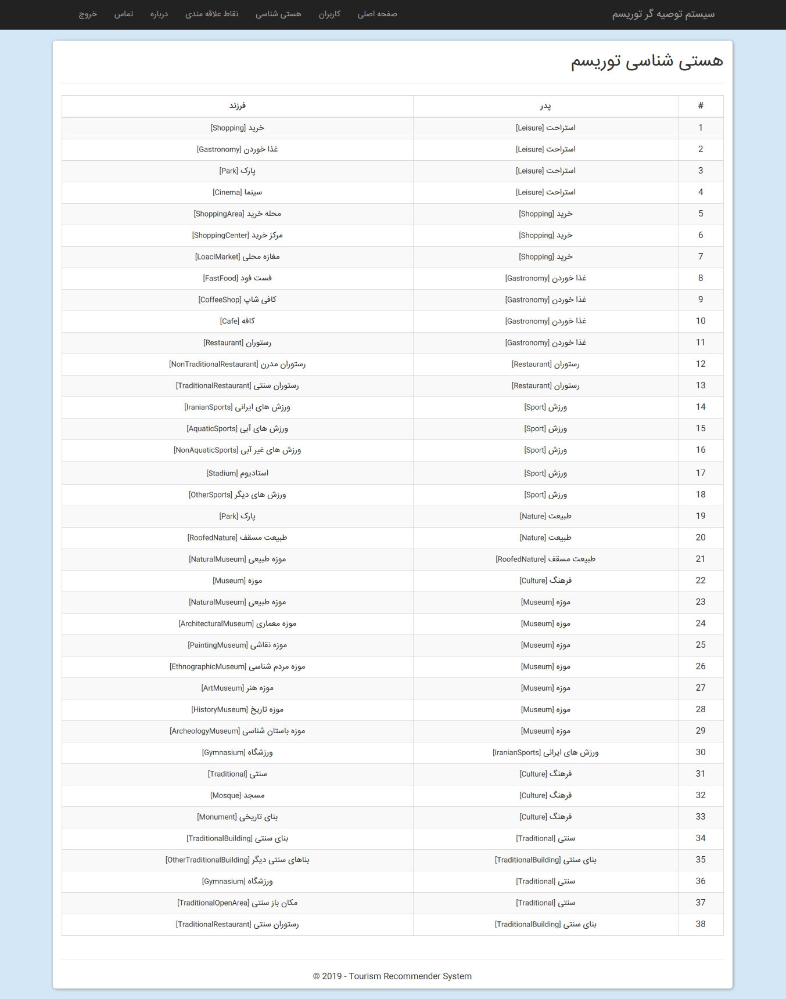 سیستم توصیه گر توریسم صفحه اصلی کاربران هستی شناسی نقاط علاقه مندی درباره تماس خروج
هستی شناسی توریسم
# پدر فرزند
1 استراحت [Leisure] خرید [Shopping]
2 استراحت [Leisure] غذا خوردن [Gastronomy]
3 استراحت [Leisure] پارک [Park]
4 استراحت [Leisure] سینما [Cinema]
5 خرید [Shopping] محله خرید [ShoppingArea]
6 خرید [Shopping] مرکز خرید [ShoppingCenter]
7 خرید [Shopping] مغازه محلی [LoaclMarket]
8 غذا خوردن [Gastronomy] فست فود [FastFood]
9 غذا خوردن [Gastronomy] کافی شاپ [CoffeeShop]
10 غذا خوردن [Gastronomy] کافه [Cafe]
11 غذا خوردن [Gastronomy] رستوران [Restaurant]
12 رستوران [Restaurant] رستوران مدرن [NonTraditionalRestaurant]
13 رستوران [Restaurant] رستوران سنتی [TraditionalRestaurant]
14 ورزش [Sport] ورزش های ایرانی [IranianSports]
15 ورزش [Sport] ورزش های آبی [AquaticSports]
16 ورزش [Sport] ورزش های غیر آبی [NonAquaticSports]
17 ورزش [Sport] استادیوم [Stadium]
18 ورزش [Sport] ورزش های دیگر [OtherSports]
19 طبیعت [Nature] پارک [Park]
20 طبیعت [Nature] طبیعت مسقف [RoofedNature]
21 طبیعت مسقف [RoofedNature] موزه طبیعی [NaturalMuseum]
22 فرهنگ [Culture] موزه [Museum]
23 موزه [Museum] موزه طبیعی [NaturalMuseum]
24 موزه [Museum] موزه معماری [ArchitecturalMuseum]
25 موزه [Museum] موزه نقاشی [PaintingMuseum]
26 موزه [Museum] موزه مردم شناسی [EthnographicMuseum]
27 موزه [Museum] موزه هنر [ArtMuseum]
28 موزه [Museum] موزه تاریخ [HistoryMuseum]
29 موزه [Museum] موزه باستان شناسی [ArcheologyMuseum]
30 ورزش های ایرانی [IranianSports] ورزشگاه [Gymnasium]
31 فرهنگ [Culture] سنتی [Traditional]
32 فرهنگ [Culture] مسجد [Mosque]
33 فرهنگ [Culture] بنای تاریخی [Monument]
34 سنتی [Traditional] بنای سنتی [TraditionalBuilding]
35 بنای سنتی [TraditionalBuilding] بناهای سنتی دیگر [OtherTraditionalBuilding]
36 سنتی [Traditional] ورزشگاه [Gymnasium]
37 سنتی [Traditional] مکان باز سنتی [TraditionalOpenArea]
38 بنای سنتی [TraditionalBuilding] رستوران سنتی [TraditionalRestaurant]
© 2019 - Tourism Recommender System